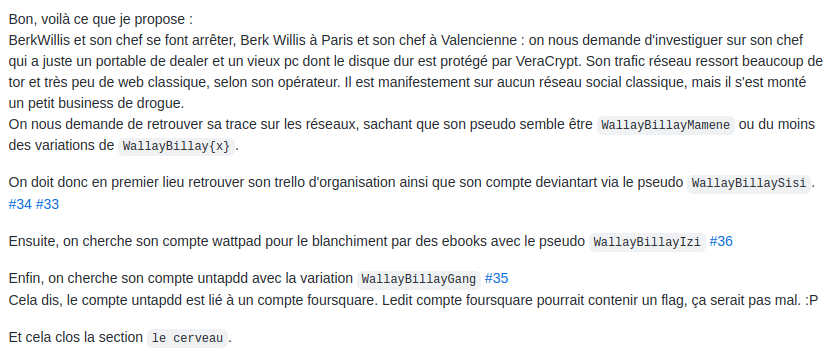 Bon, voilà ce que je propose :
BerkWillis et son chef se font arrêter, Berk Willis à Paris et son chef à Valencienne : on nous demande d'investiguer sur son chef
qui a juste un portable de dealer et un vieux pc dont le disque dur est protégé par VeraCrypt. Son trafic réseau ressort beaucoup de
tor et très peu de web classique, selon son opérateur. Il est manifestement sur aucun réseau social classique, mais il s'est monté
un petit business de drogue.
On nous demande de retrouver sa trace sur les réseaux, sachant que son pseudo semble être WallayBillayMamene ou du moins
des variations de WallayBillay{x}.
On doit donc en premier lieu retrouver son trello d'organisation ainsi que son compte deviantart via le pseudo WallayBillaySisi.
#34 #33
Ensuite, on cherche son compte wattpad pour le blanchiment par des ebooks avec le pseudo WallayBillayIzi #36
Enfin, on cherche son compte untapdd avec la variation WallayBillayGang #35
Cela dis, le compte untapdd est lié à un compte foursquare. Ledit compte foursquare pourrait contenir un flag, ça serait pas mal. :P
Et cela clos la section le cerveau.